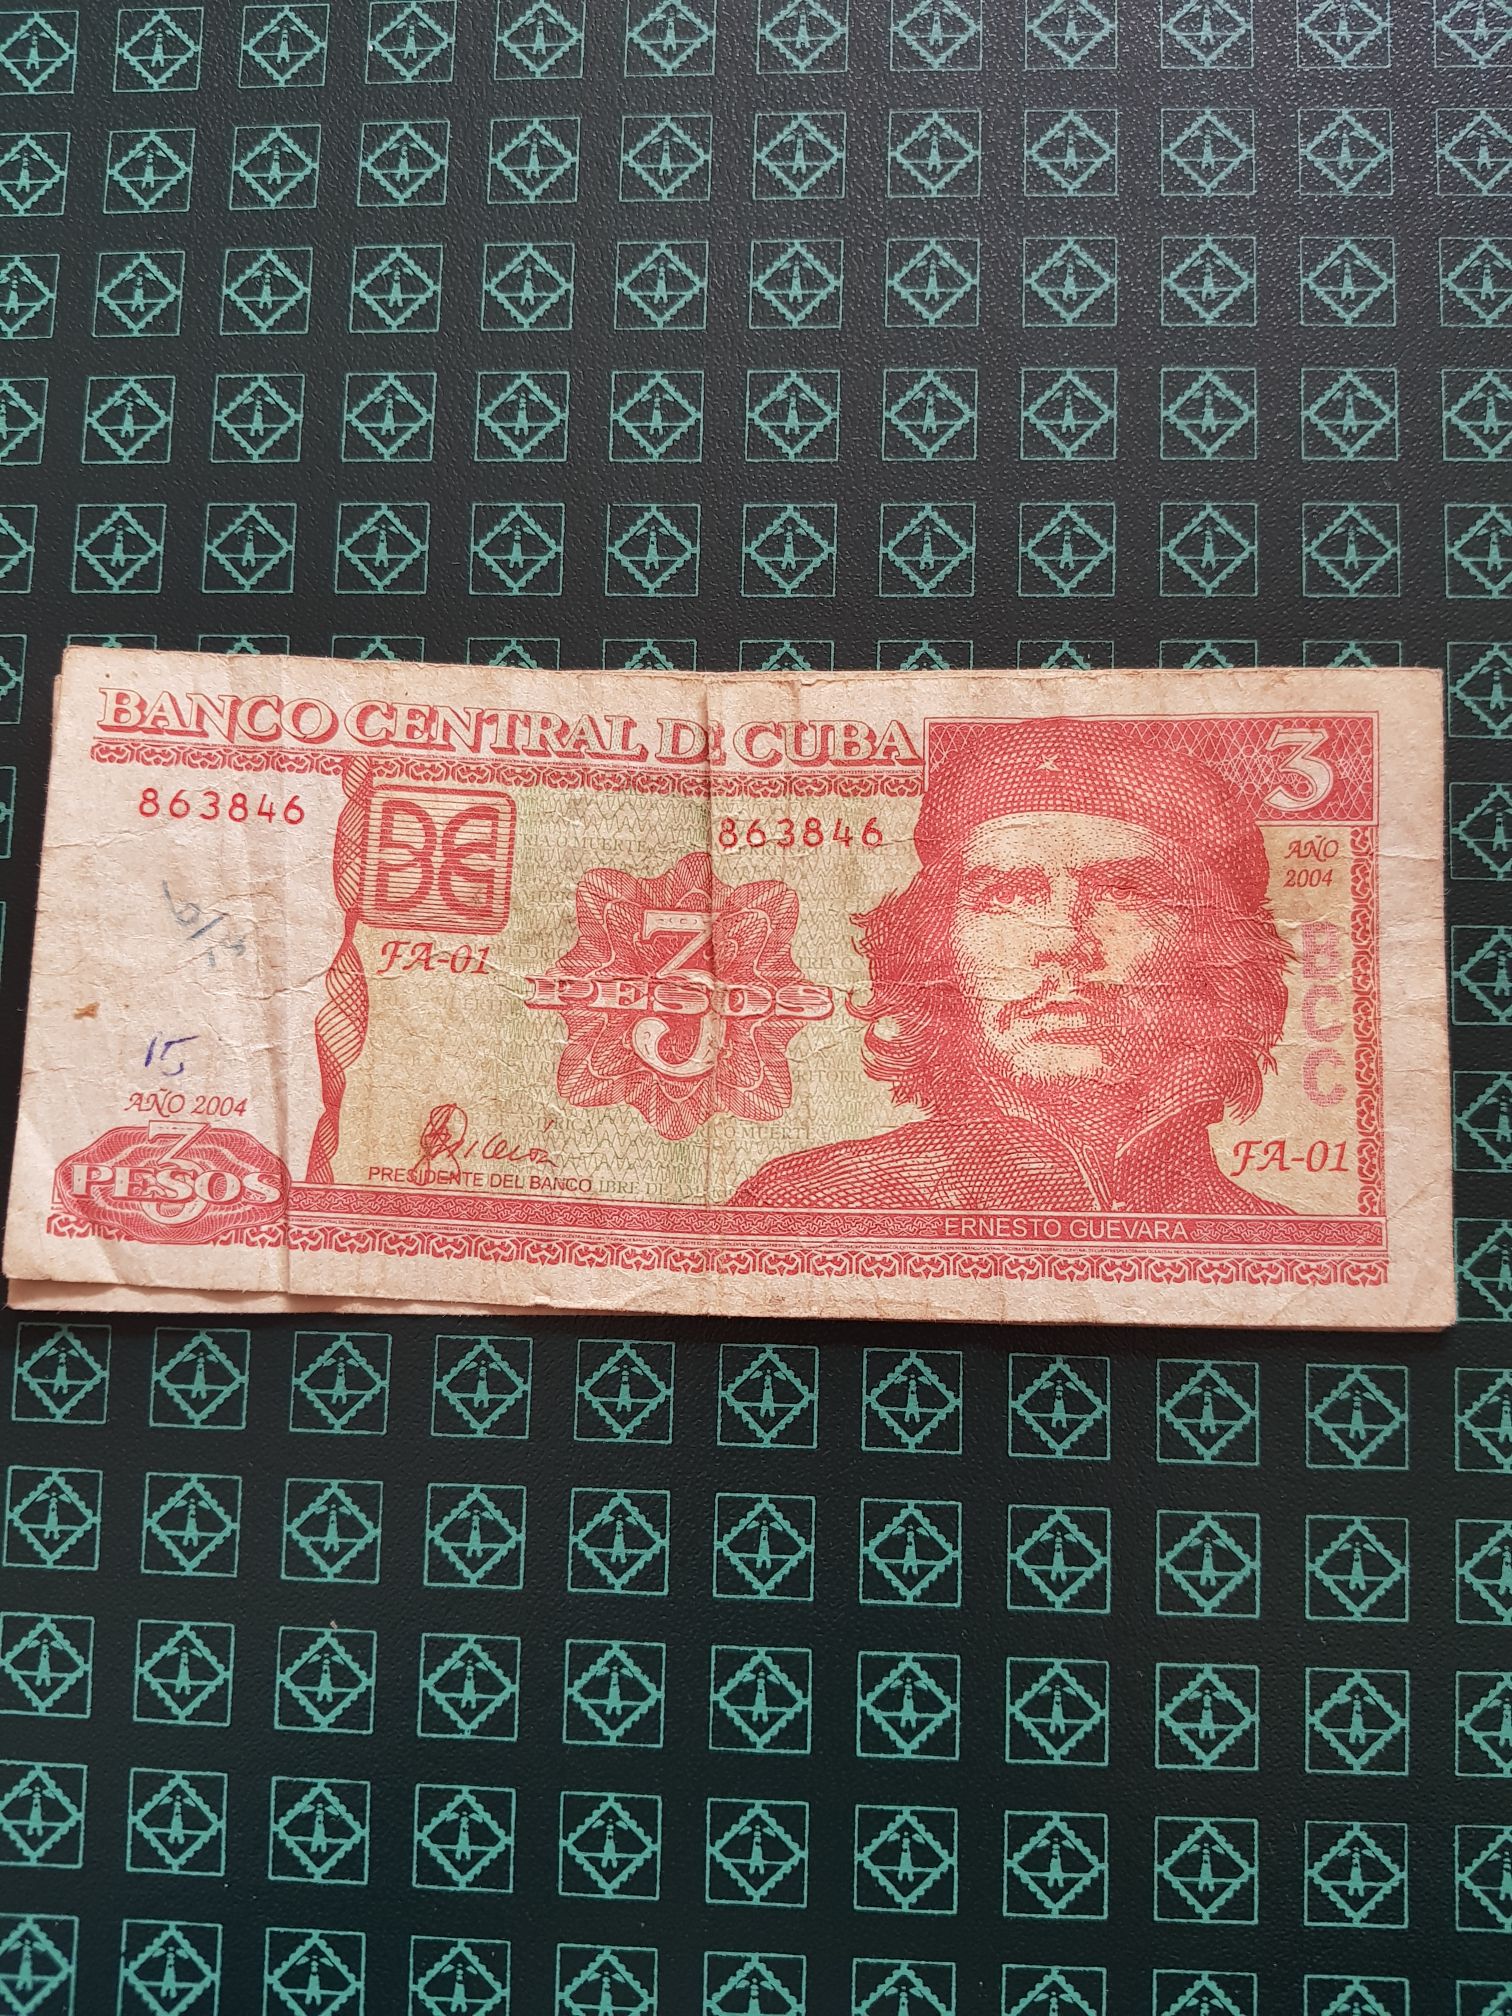 BANCO CENTRAL DE CUBA
3
863846
863846
AÑO
2004
BCC
FA-01
3
PESOS
15
AÑO 2004
3
PESOS
PRESIDENTE DEL BANCO
FA-01
ERNESTO GUEVARA